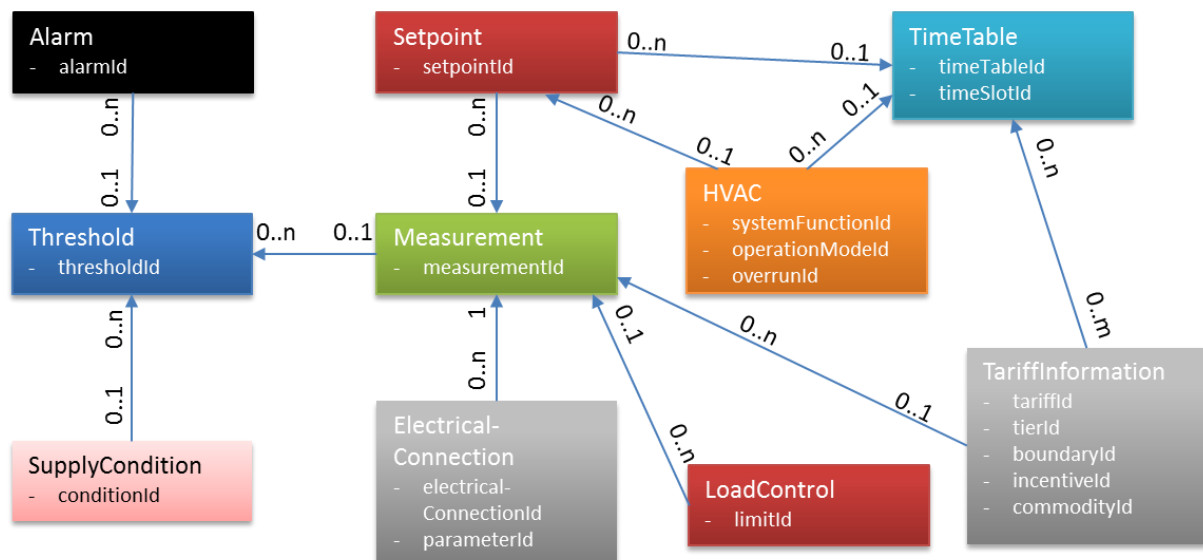 Alarm
- alarmId
Setpoint
- setpointId
TimeTable
- timeTableId
- timeSlotId
0..n
0..1
0..n
0..n
0..n
0..1
0..1
0..n
0..n
0..1
0..1
HVAC
- systemFunctionId
- operationModeId
- overrunId
Threshold
- thresholdId
0..n
0..1
Measurement
- measurementId
0..n
0..1
1
0..n
0..1
0..n
0..n
0..1
0..m
TariffInformation
- tariffId
- tierId
- boundaryId
- incentiveId
- commodityId
SupplyCondition
- conditionId
Electrical-
Connection
- electrical-
ConnectionId
- parameterId
LoadControl
- limitId